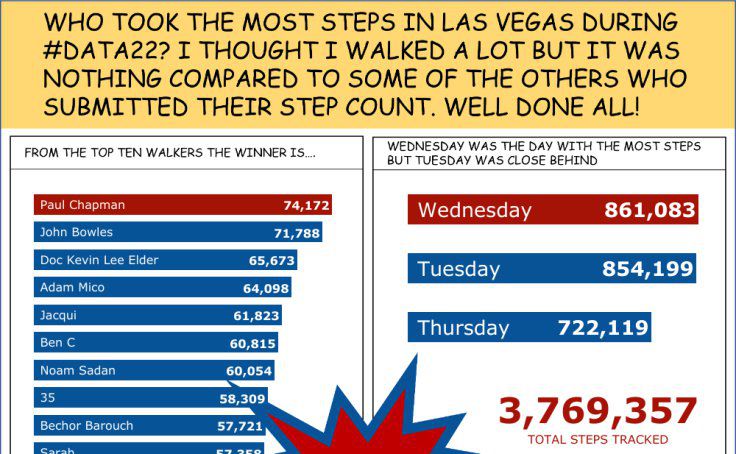 WHO TOOK THE MOST STEPS IN LAS VEGAS DURING
#DATA22? I THOUGHT I WALKED A LOT BUT IT WAS
NOTHING COMPARED TO SOME OF THE OTHERS WHO
SUBMITTED THEIR STEP COUNT. WELL DONE ALL!
FROM THE TOP TEN WALKERS THE WINNER IS....
Paul Chapman 74,172
John Bowles 71,788
Doc Kevin Lee Elder 65,673
Adam Mico 64,098
Jacqui 61,823
Ben C 60,815
Noam Sadan 60,054
35 58,309
Bechor Barouch 57,721
Sarah 57,358
WEDNESDAY WAS THE DAY WITH THE MOST STEPS
BUT TUESDAY WAS CLOSE BEHIND
Wednesday 861,083
Tuesday 854,199
Thursday 722,119
3,769,357
TOTAL STEPS TRACKED